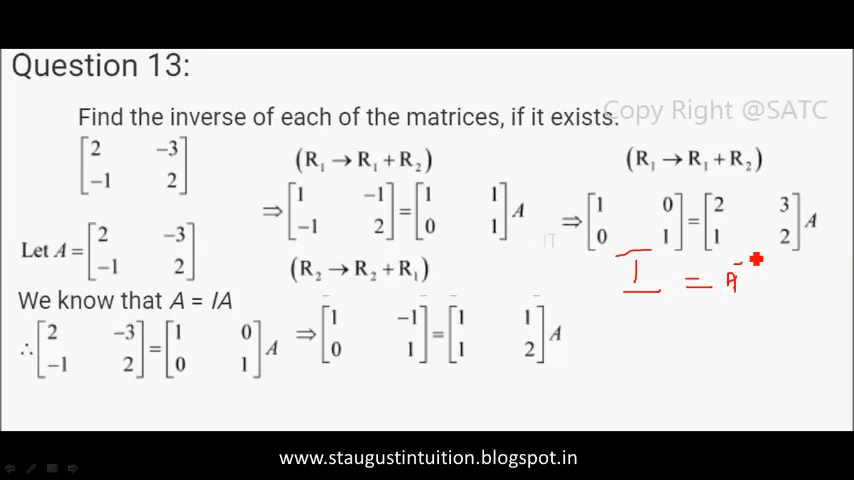 Question 13:
Copy Right @SATC
Find the inverse of each of the matrices, if it exists.
[2 −3
−1 2]
Let A = [2 −3
−1 2]
We know that A = IA
∴ [2 −3
−1 2] = [1 0
0 1] A
(R₁ → R₁ + R₂)
⇒ [1 −1
−1 2] = [1 1
0 1] A
(R₂ → R₂ + R₁)
⇒ [1 −1
0 1] = [1 1
1 2] A
IT
(R₁ → R₁ + R₂)
⇒ [1 0
0 1] = [2 3
1 2] A
I = A⁻
www.staugustintuition.blogspot.in